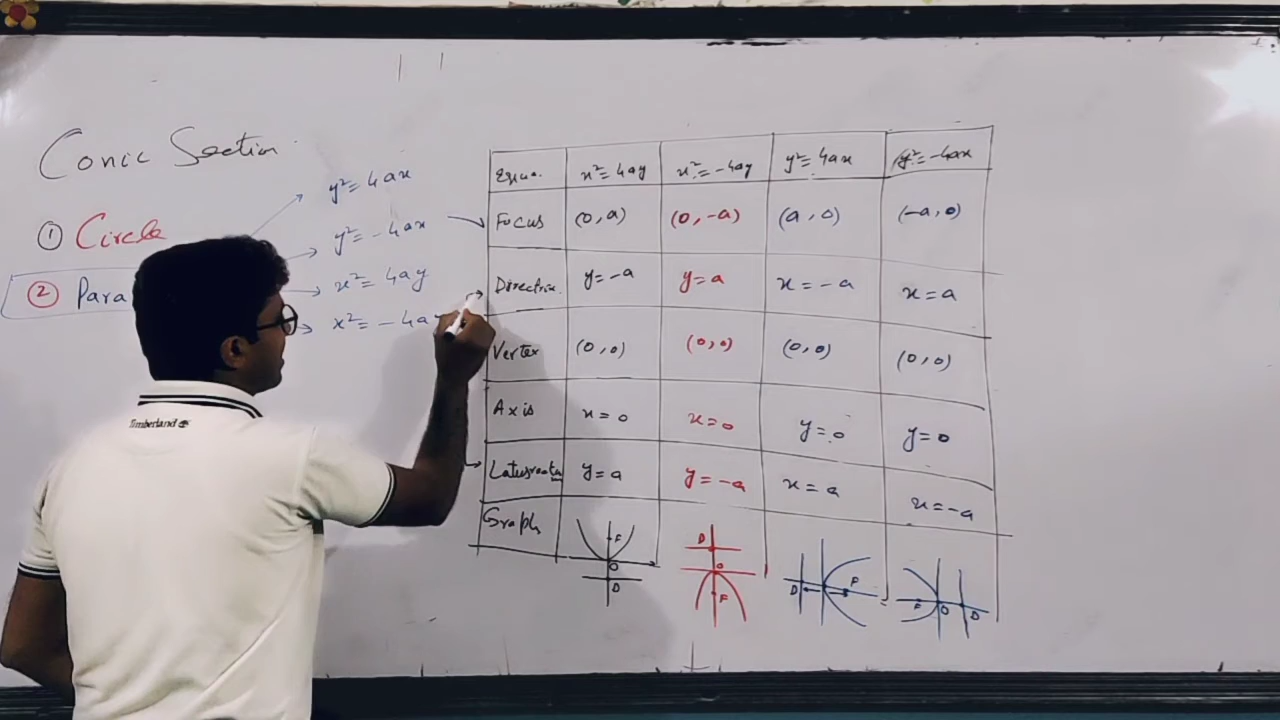 Conic Section
① Circle
② Para
y² = 4ax
y² = -4ax
x² = 4ay
x² = -4a
Equa. x² = 4ay x² = -4ay y² = 4ax y² = -4ax
Focus (0, a) (0, -a) (a, 0) (-a, 0)
Directrix. y = -a y = a x = -a x = a
Vertex (0, 0) (0, 0) (0, 0) (0, 0)
Axis x = 0 x = 0 y = 0 y = 0
y = a y = -a x = a x = -a
Graph
F
O
D
D
O
F
D F
F O D
Timberland